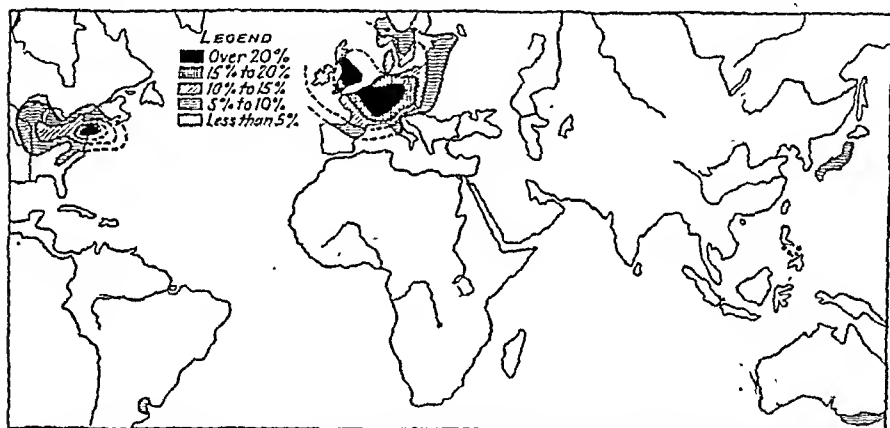 LEGEND
Over 20%
15% to 20%
10% to 15%
5% to 10%
Less than 5%